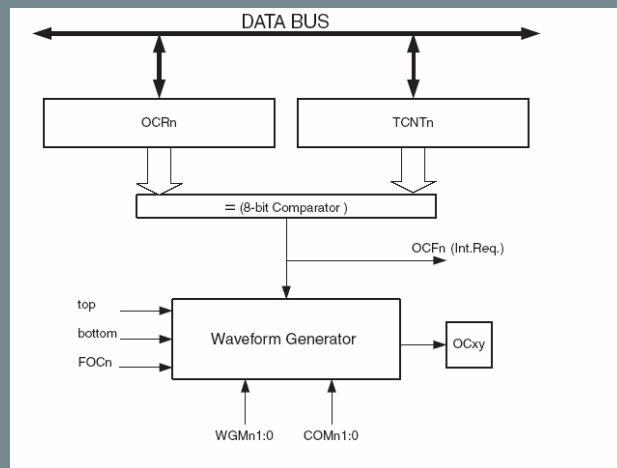 DATA BUS
OCRn
TCNTn
= (8-bit Comparator )
OCFn (Int.Req.)
top
bottom
FOCn
Waveform Generator
OCxy
WGMn1:0
COMn1:0